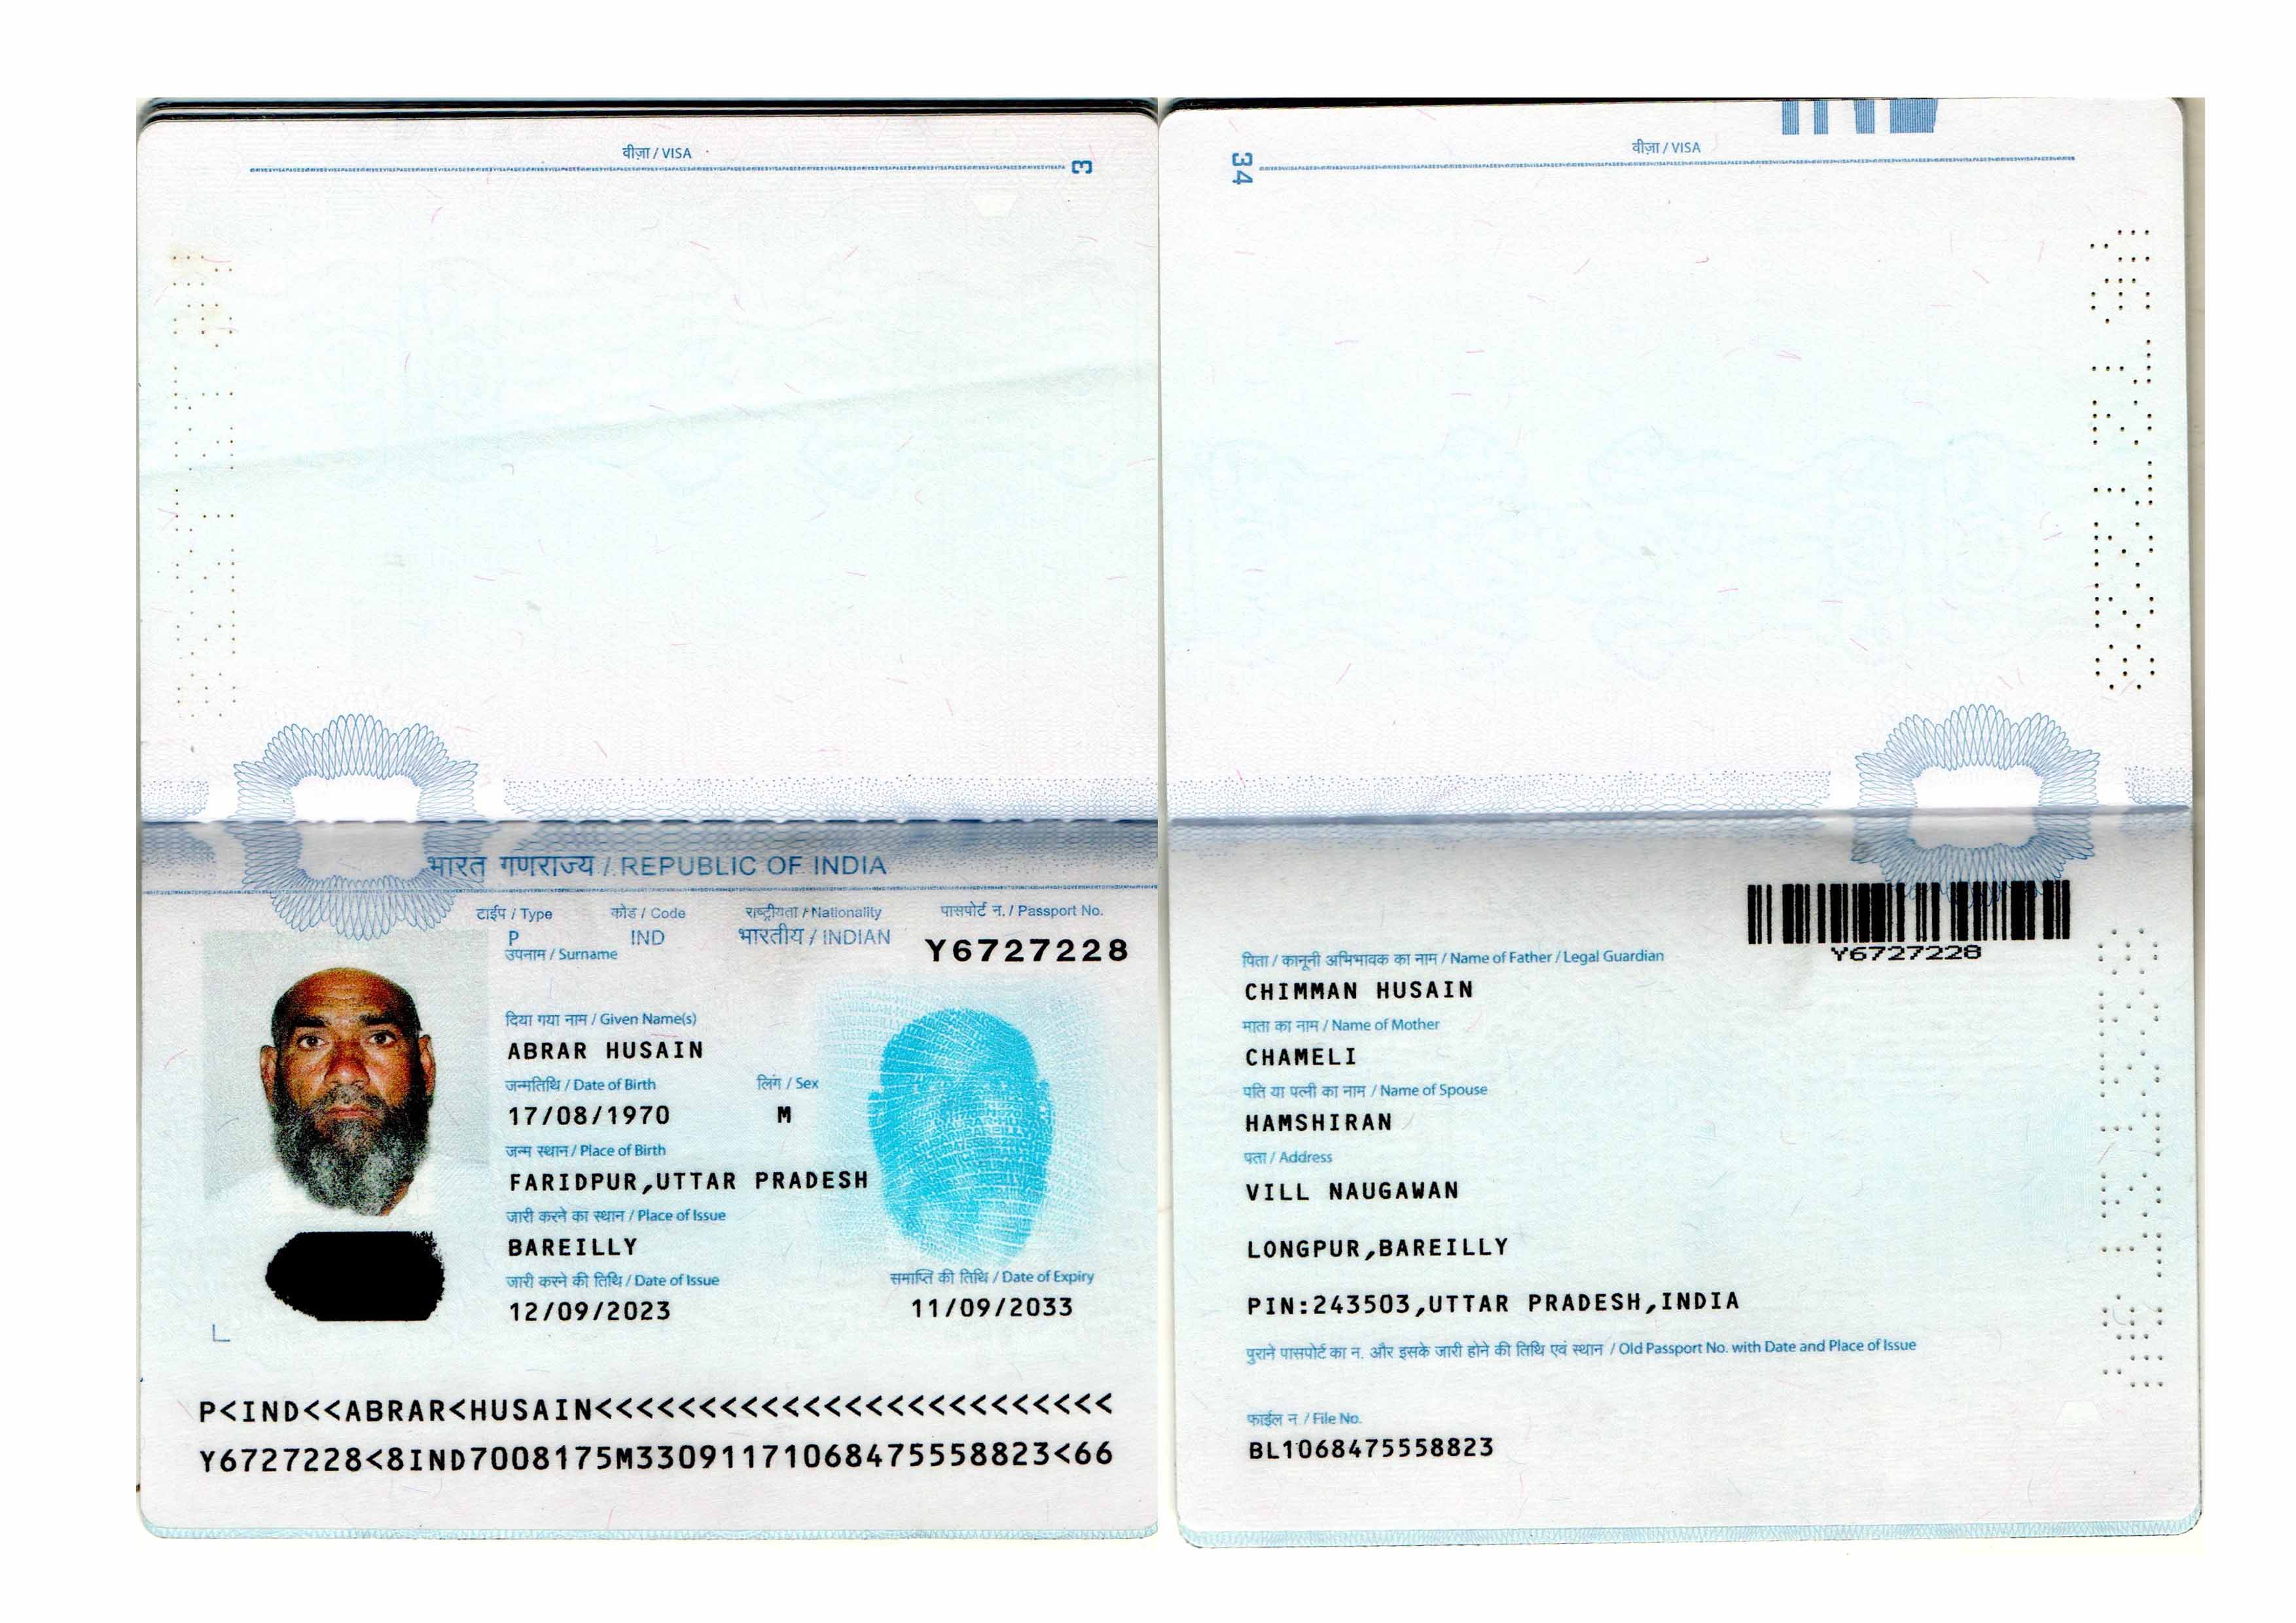 वीज़ा / VISA
3
भारत गणराज्य / REPUBLIC OF INDIA
टाईप / Type कोड / Code राष्ट्रीयता / Nationality पासपोर्ट न. / Passport No.
P IND भारतीय / INDIAN Y6727228
उपनाम / Surname
दिया गया नाम / Given Name(s)
ABRAR HUSAIN
जन्मतिथि / Date of Birth लिंग / Sex
17/08/1970 M
जन्म स्थान / Place of Birth
FARIDPUR,UTTAR PRADESH
जारी करने का स्थान / Place of Issue
BAREILLY
जारी करने की तिथि / Date of Issue समाप्ति की तिथि / Date of Expiry
12/09/2023 11/09/2033
P<IND<<ABRAR<HUSAIN<<<<<<<<<<<<<<<<<<<<<<<<<
Y6727228<8IND7008175M33091171068475558823<66
34
वीज़ा / VISA
Y6727228
पिता / कानूनी अभिभावक का नाम / Name of Father / Legal Guardian
CHIMMAN HUSAIN
माता का नाम / Name of Mother
CHAMELI
पति या पत्नी का नाम / Name of Spouse
HAMSHIRAN
पता / Address
VILL NAUGAWAN
LONGPUR,BAREILLY
PIN:243503,UTTAR PRADESH,INDIA
पुराने पासपोर्ट का न. और इसके जारी होने की तिथि एवं स्थान / Old Passport No. with Date and Place of Issue
फाईल न / File No.
BL1068475558823